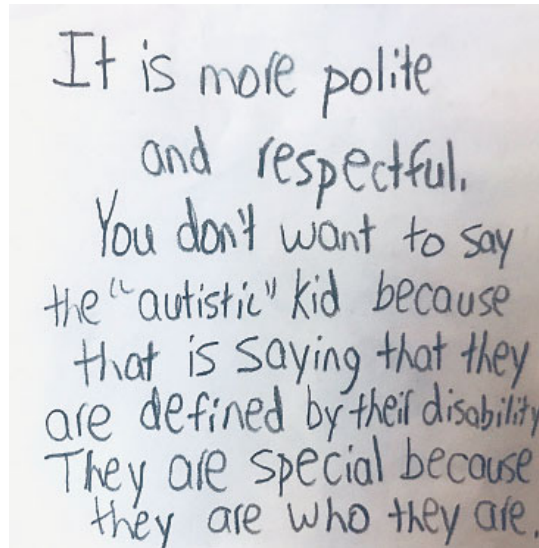 It is more polite
and respectful.
You don't want to say
the "autistic" kid because
that is saying that they
are defined by their disability
They are special because
they are who they are.